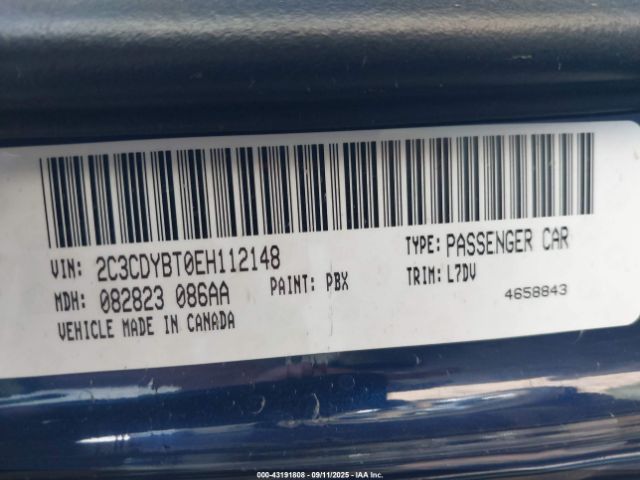 VIN: 2C3CDYBT0EH112148
TYPE: PASSENGER CAR
MDH: 082823 086AA
PAINT: PBX
TRIM: L7DV
VEHICLE MADE IN CANADA
4658843
000-43191808 - 09/11/2025 - © IAA Inc.